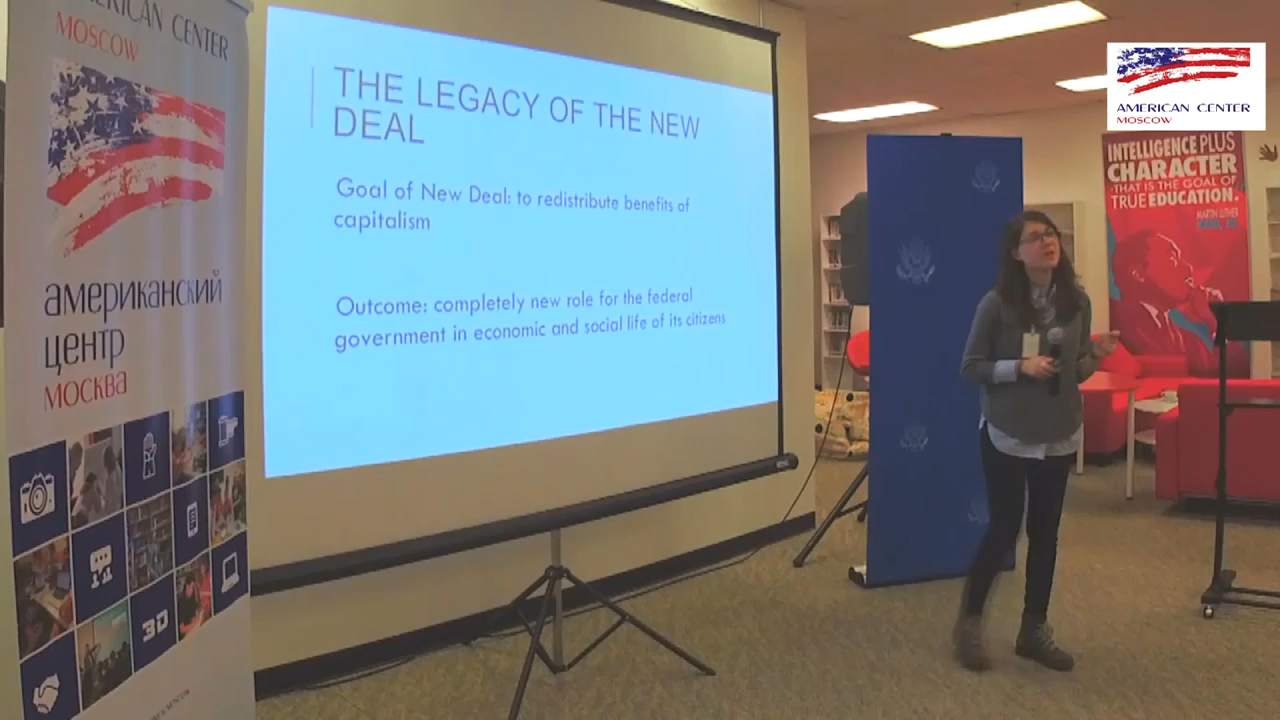 AMERICAN CENTER
MOSCOW
американский
центр
москва
3D
THE LEGACY OF THE NEW
DEAL
Goal of New Deal: to redistribute benefits of
capitalism
Outcome: completely new role for the federal
government in economic and social life of its citizens
AMERICAN CENTER
MOSCOW
INTELLIGENCE PLUS
CHARACTER
-THAT IS THE GOAL OF
TRUE EDUCATION.
MARTIN LUTHER